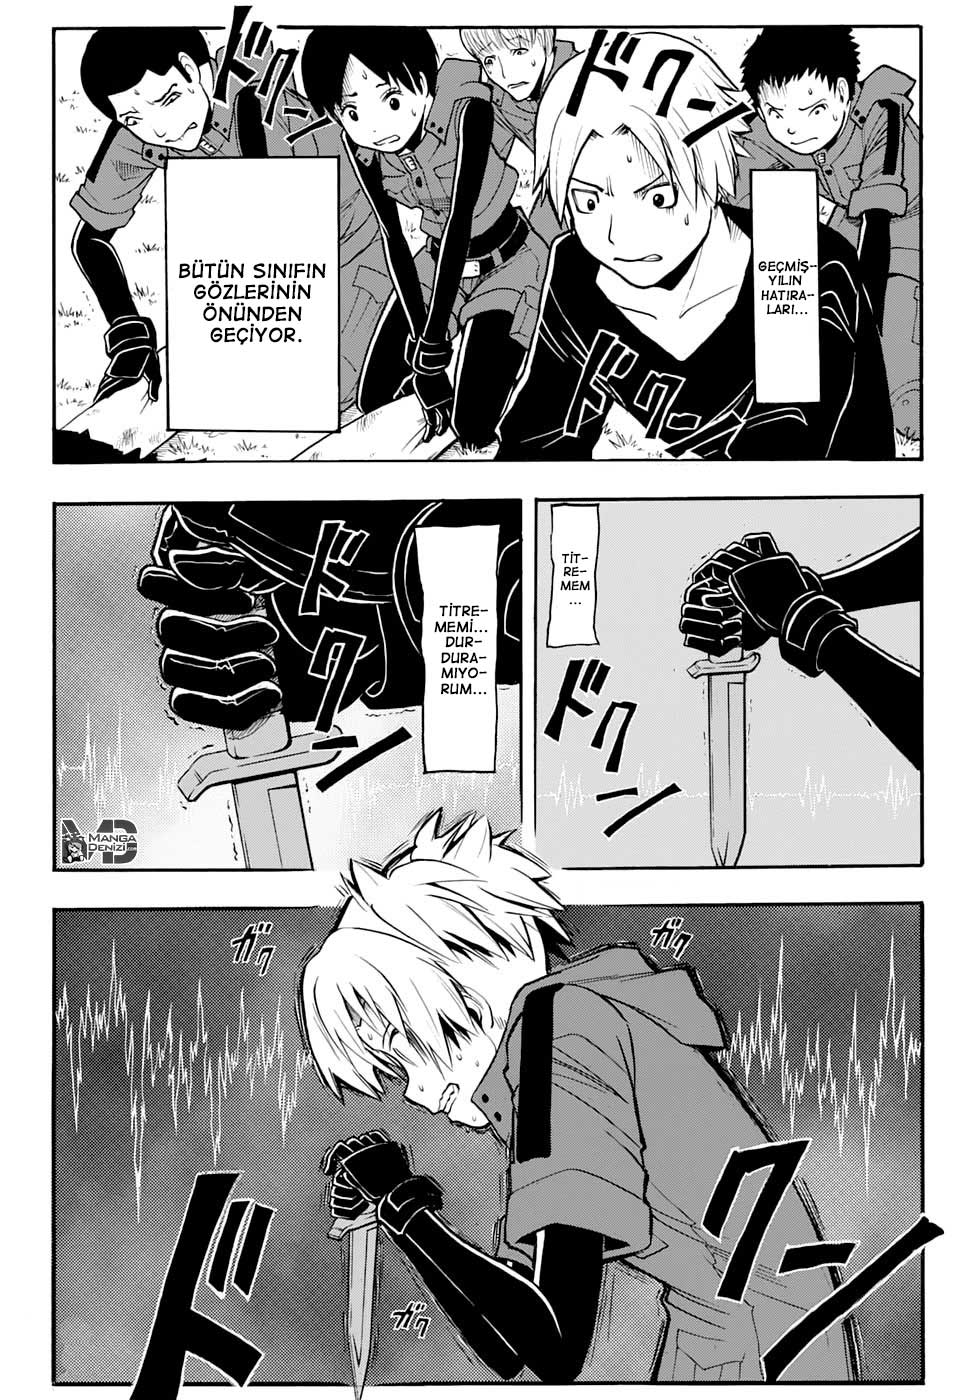 ドクン
ドクン
GEÇMİŞ-
YILIN
HATIRA-
LARI...
BÜTÜN SINIFIN
GÖZLERİNİN
ÖNÜNDEN
GEÇİYOR.
ドクン
TİT-
RE-
MEM
...
ドクン
TİTRE-
MEMİ...
DUR-
DURA-
MIYO-
RUM...
ドクン
MD
MANGA
DENİZİ.com
ガク
ガク
ドクン
ガク